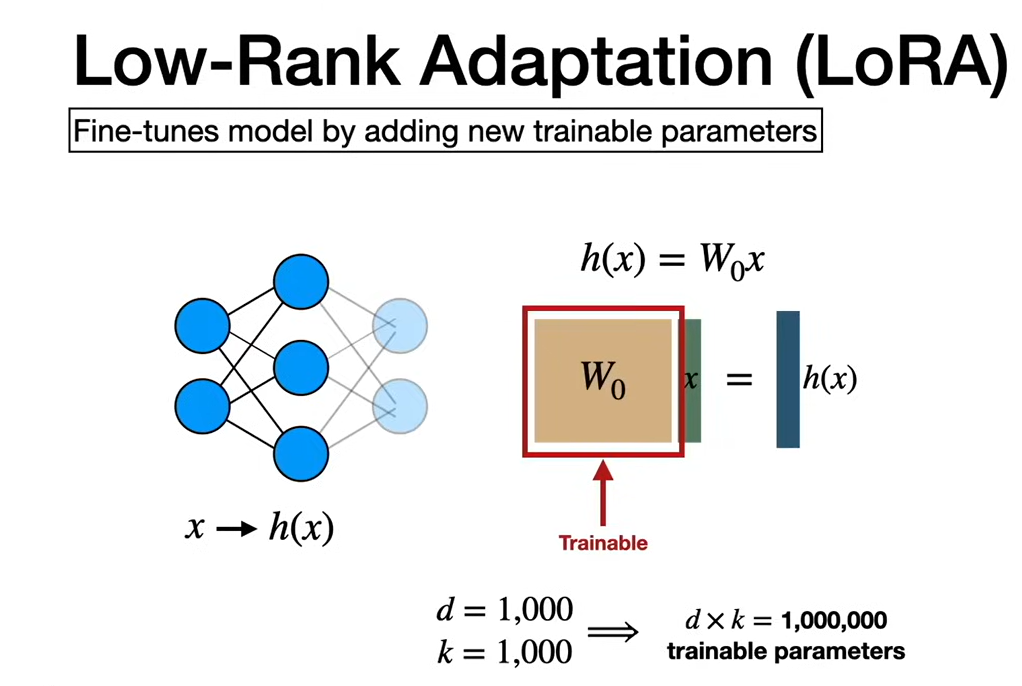 Low-Rank Adaptation (LoRA)
Fine-tunes model by adding new trainable parameters
h(x) = W₀x
W₀ x = h(x)
x → h(x)
Trainable
d = 1,000
k = 1,000
⟹
d × k = 1,000,000
trainable parameters